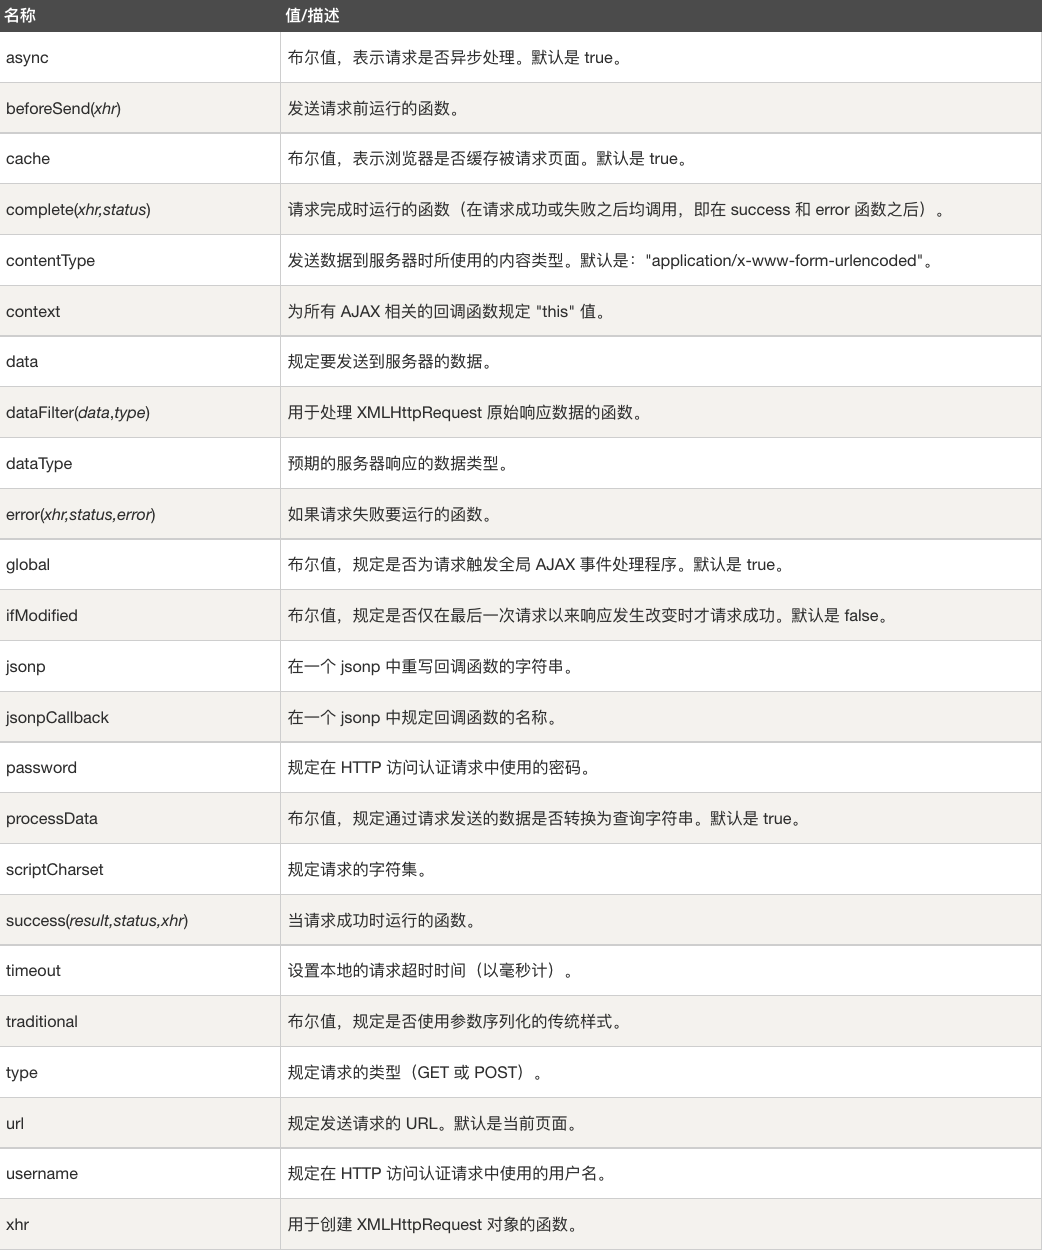 名称 值/描述
async 布尔值，表示请求是否异步处理。默认是 true。
beforeSend(xhr) 发送请求前运行的函数。
cache 布尔值，表示浏览器是否缓存被请求页面。默认是 true。
complete(xhr,status) 请求完成时运行的函数（在请求成功或失败之后均调用，即在 success 和 error 函数之后）。
contentType 发送数据到服务器时所使用的内容类型。默认是："application/x-www-form-urlencoded"。
context 为所有 AJAX 相关的回调函数规定 "this" 值。
data 规定要发送到服务器的数据。
dataFilter(data,type) 用于处理 XMLHttpRequest 原始响应数据的函数。
dataType 预期的服务器响应的数据类型。
error(xhr,status,error) 如果请求失败要运行的函数。
global 布尔值，规定是否为请求触发全局 AJAX 事件处理程序。默认是 true。
ifModified 布尔值，规定是否仅在最后一次请求以来响应发生改变时才请求成功。默认是 false。
jsonp 在一个 jsonp 中重写回调函数的字符串。
jsonpCallback 在一个 jsonp 中规定回调函数的名称。
password 规定在 HTTP 访问认证请求中使用的密码。
processData 布尔值，规定通过请求发送的数据是否转换为查询字符串。默认是 true。
scriptCharset 规定请求的字符集。
success(result,status,xhr) 当请求成功时运行的函数。
timeout 设置本地的请求超时时间（以毫秒计）。
traditional 布尔值，规定是否使用参数序列化的传统样式。
type 规定请求的类型（GET 或 POST）。
url 规定发送请求的 URL。默认是当前页面。
username 规定在 HTTP 访问认证请求中使用的用户名。
xhr 用于创建 XMLHttpRequest 对象的函数。